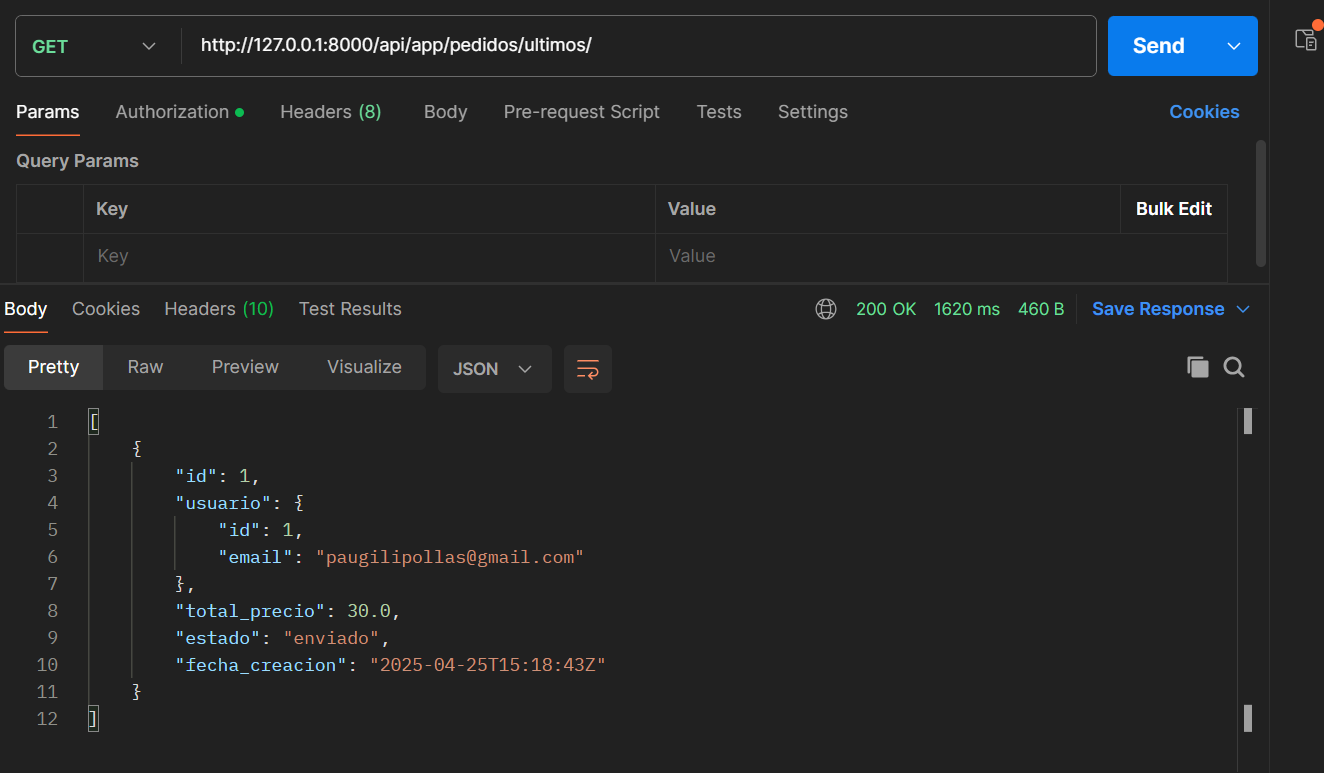 GET http://127.0.0.1:8000/api/app/pedidos/ultimos/ Send
Params Authorization Headers (8) Body Pre-request Script Tests Settings Cookies
Query Params
Key Value Bulk Edit
Key Value
Body Cookies Headers (10) Test Results 200 OK 1620 ms 460 B Save Response
Pretty Raw Preview Visualize JSON
1 [
2 {
3 "id": 1,
4 "usuario": {
5 "id": 1,
6 "email": "paugilipollas@gmail.com"
7 },
8 "total_precio": 30.0,
9 "estado": "enviado",
10 "fecha_creacion": "2025-04-25T15:18:43Z"
11 }
12 ]